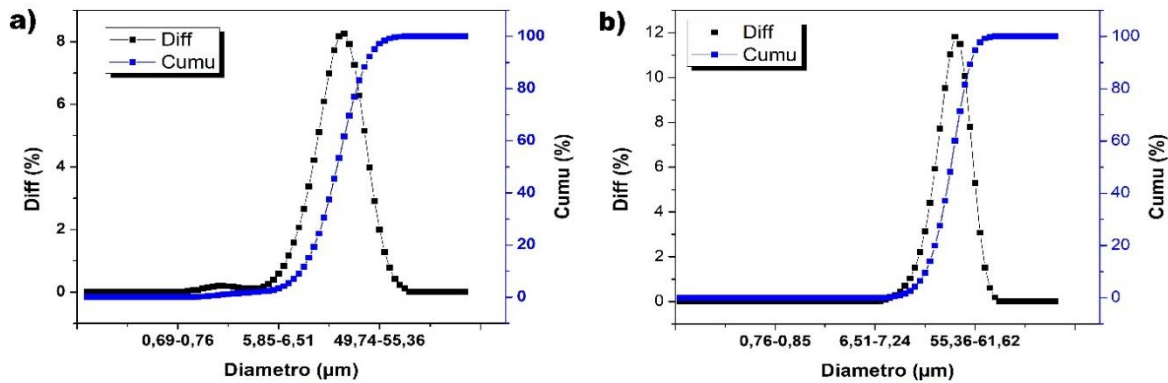 a)
Diff
Cumu
Diff (%)
8
6
4
2
0
100
80
60
40
20
0
Cumu (%)
0,69-0,76 5,85-6,51 49,74-55,36
Diametro (µm)
b)
Diff
Cumu
Diff (%)
12
10
8
6
4
2
0
100
80
60
40
20
0
Cumu (%)
0,76-0,85 6,51-7,24 55,36-61,62
Diametro (µm)